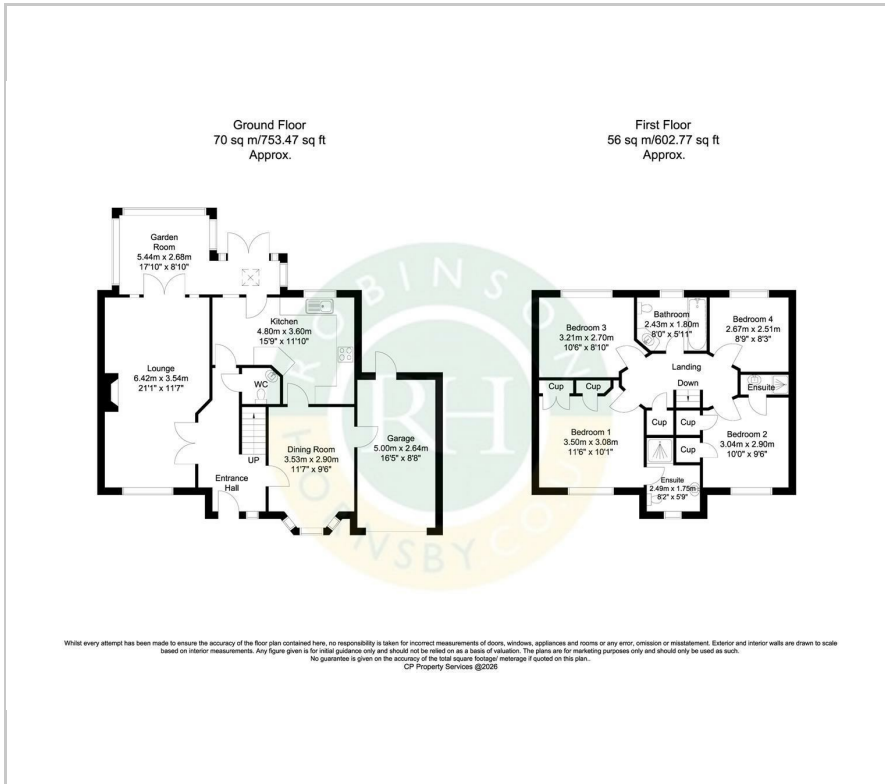 Ground Floor
70 sq m/753.47 sq ft
Approx.
First Floor
56 sq m/602.77 sq ft
Approx.
Garden
Room
5.44m x 2.68m
17'10" x 8'10"
Kitchen
4.80m x 3.60m
15'9" x 11'10"
Lounge
6.42m x 3.54m
21'1" x 11'7"
WC
UP
Dining Room
3.53m x 2.90m
11'7" x 9'6"
Garage
5.00m x 2.64m
16'5" x 8'8"
Entrance
Hall
Bedroom 3
3.21m x 2.70m
10'6" x 8'10"
Bathroom
2.43m x 1.80m
8'0" x 5'11"
Bedroom 4
2.67m x 2.51m
8'9" x 8'3"
Landing
Down
Ensuite
Cup
Cup
Bedroom 1
3.50m x 3.08m
11'6" x 10'1"
Cup
Cup
Cup
Bedroom 2
3.04m x 2.90m
10'0" x 9'6"
Ensuite
2.49m x 1.75m
8'2" x 5'9"
ROBINSON
RH
HORNSBY CO
Whilst every attempt has been made to ensure the accuracy of the floor plan contained here, no responsibility is taken for incorrect measurements of doors, windows, appliances and rooms or any error, omission or misstatement. Exterior and interior walls are drawn to scale
based on interior measurements. Any figure given is for initial guidance only and should not be relied on as a basis of valuation. The plans are for marketing purposes only and should only be used as such.
No guarantee is given on the accuracy of the total square footage/ meterage if quoted on this plan..
CP Property Services @2026